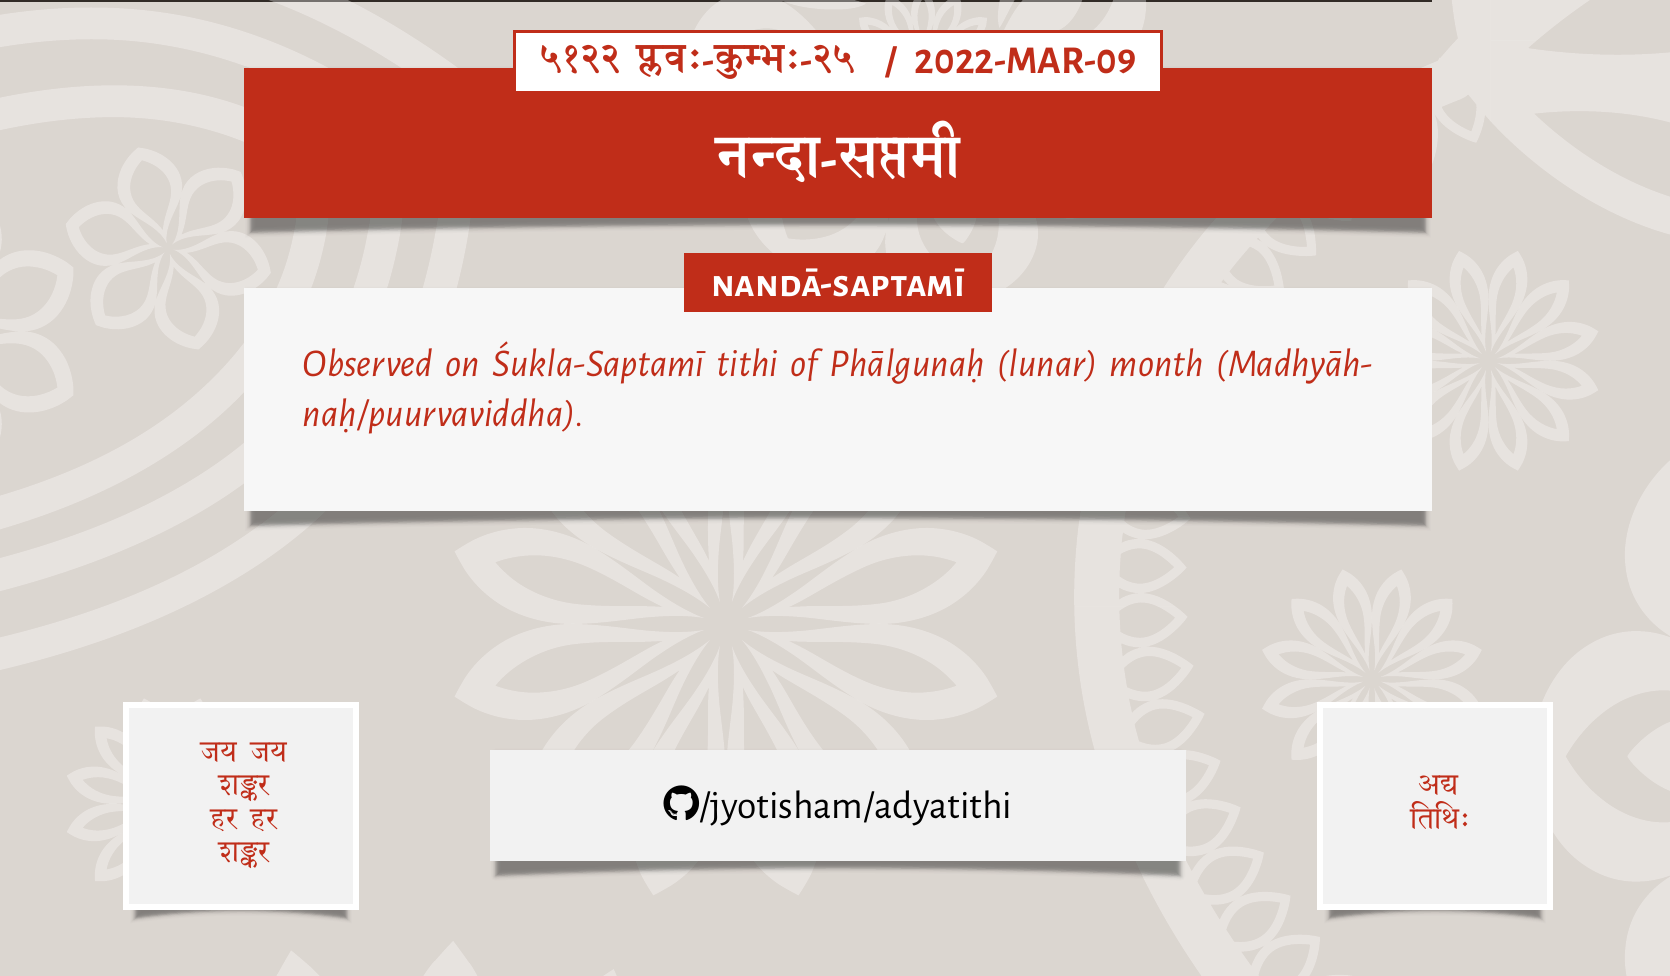 ५१२२ प्लवः-कुम्भः-२५ / 2022-MAR-09
नन्दा-सप्तमी
NANDĀ-SAPTAMĪ
Observed on Śukla-Saptamī tithi of Phālgunaḥ (lunar) month (Madhyāh-
naḥ/puurvaviddha).
जय जय
शङ्कर
हर हर
शङ्कर
/jyotisham/adyatithi
अद्य
तिथिः